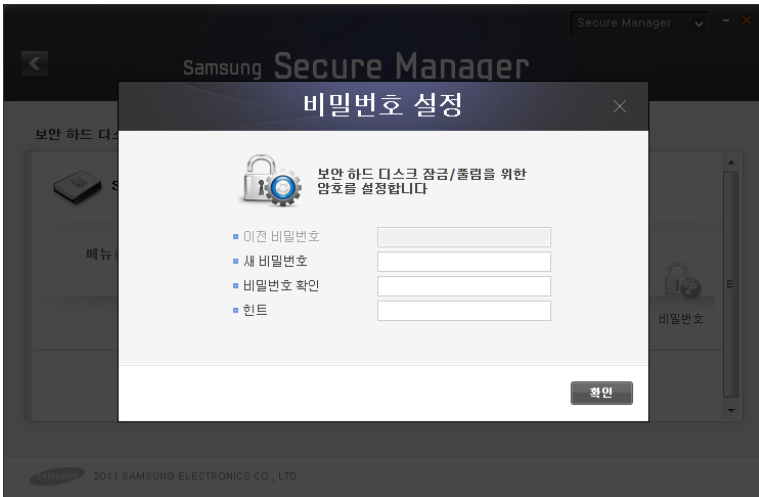 Secure Manager
Samsung Secure Manager
비밀번호 설정
보안 하드 디스
보안 하드 디스크 잠금/풀림을 위한
암호를 설정합니다
S
이전 비밀번호
새 비밀번호
메뉴
비밀번호 확인
힌트
비밀번호
확인
SAMSUNG 2011 SAMSUNG ELECTRONICS CO., LTD.